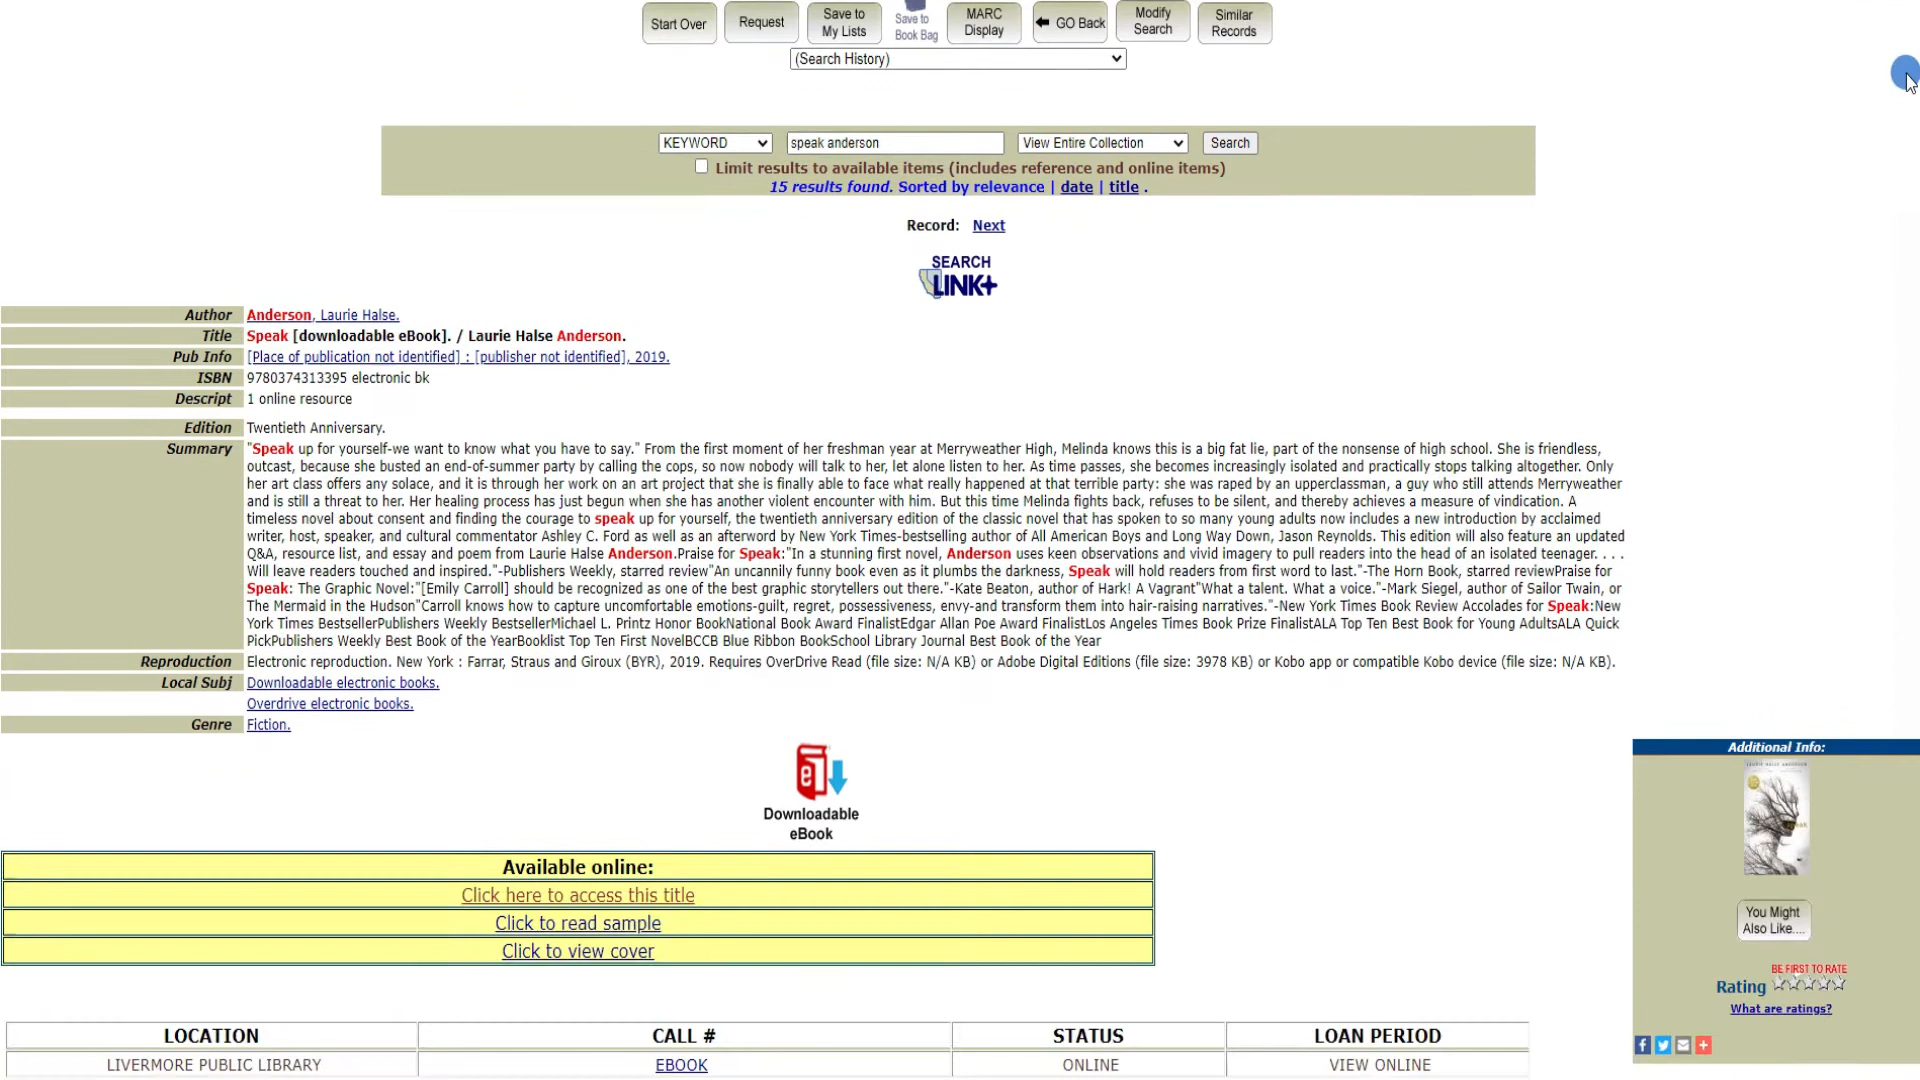 Start Over
Request
Save to
My Lists
Save to
Book Bag
MARC
Display
GO Back
Modify
Search
Similar
Records
(Search History)
KEYWORD speak anderson View Entire Collection Search
Limit results to available items (includes reference and online items)
15 results found. Sorted by relevance | date | title .
Record: Next
SEARCH
LINK+
Author Anderson, Laurie Halse.
Title Speak [downloadable eBook]. / Laurie Halse Anderson.
Pub Info [Place of publication not identified] : [publisher not identified], 2019.
ISBN 9780374313395 electronic bk
Descript 1 online resource
Edition Twentieth Anniversary.
Summary "Speak up for yourself-we want to know what you have to say." From the first moment of her freshman year at Merryweather High, Melinda knows this is a big fat lie, part of the nonsense of high school. She is friendless,
outcast, because she busted an end-of-summer party by calling the cops, so now nobody will talk to her, let alone listen to her. As time passes, she becomes increasingly isolated and practically stops talking altogether. Only
her art class offers any solace, and it is through her work on an art project that she is finally able to face what really happened at that terrible party: she was raped by an upperclassman, a guy who still attends Merryweather
and is still a threat to her. Her healing process has just begun when she has another violent encounter with him. But this time Melinda fights back, refuses to be silent, and thereby achieves a measure of vindication. A
timeless novel about consent and finding the courage to speak up for yourself, the twentieth anniversary edition of the classic novel that has spoken to so many young adults now includes a new introduction by acclaimed
writer, host, speaker, and cultural commentator Ashley C. Ford as well as an afterword by New York Times-bestselling author of All American Boys and Long Way Down, Jason Reynolds. This edition will also feature an updated
Q&A, resource list, and essay and poem from Laurie Halse Anderson.Praise for Speak:"In a stunning first novel, Anderson uses keen observations and vivid imagery to pull readers into the head of an isolated teenager. . . .
Will leave readers touched and inspired."-Publishers Weekly, starred review"An uncannily funny book even as it plumbs the darkness, Speak will hold readers from first word to last."-The Horn Book, starred reviewPraise for
Speak: The Graphic Novel:"[Emily Carroll] should be recognized as one of the best graphic storytellers out there."-Kate Beaton, author of Hark! A Vagrant"What a talent. What a voice."-Mark Siegel, author of Sailor Twain, or
The Mermaid in the Hudson"Carroll knows how to capture uncomfortable emotions-guilt, regret, possessiveness, envy-and transform them into hair-raising narratives."-New York Times Book Review Accolades for Speak:New
York Times BestsellerPublishers Weekly BestsellerMichael L. Printz Honor BookNational Book Award FinalistEdgar Allan Poe Award FinalistLos Angeles Times Book Prize FinalistALA Top Ten Best Book for Young AdultsALA Quick
PickPublishers Weekly Best Book of the YearBooklist Top Ten First NovelBCCB Blue Ribbon BookSchool Library Journal Best Book of the Year
Reproduction Electronic reproduction. New York : Farrar, Straus and Giroux (BYR), 2019. Requires OverDrive Read (file size: N/A KB) or Adobe Digital Editions (file size: 3978 KB) or Kobo app or compatible Kobo device (file size: N/A KB).
Local Subj Downloadable electronic books.
Overdrive electronic books.
Genre Fiction.
Downloadable
eBook
Available online:
Click here to access this title
Click to read sample
Click to view cover
Additional Info:
LAURIE HALSE ANDERSON
You Might
Also Like....
BE FIRST TO RATE
Rating
What are ratings?
LOCATION CALL # STATUS LOAN PERIOD
LIVERMORE PUBLIC LIBRARY EBOOK ONLINE VIEW ONLINE